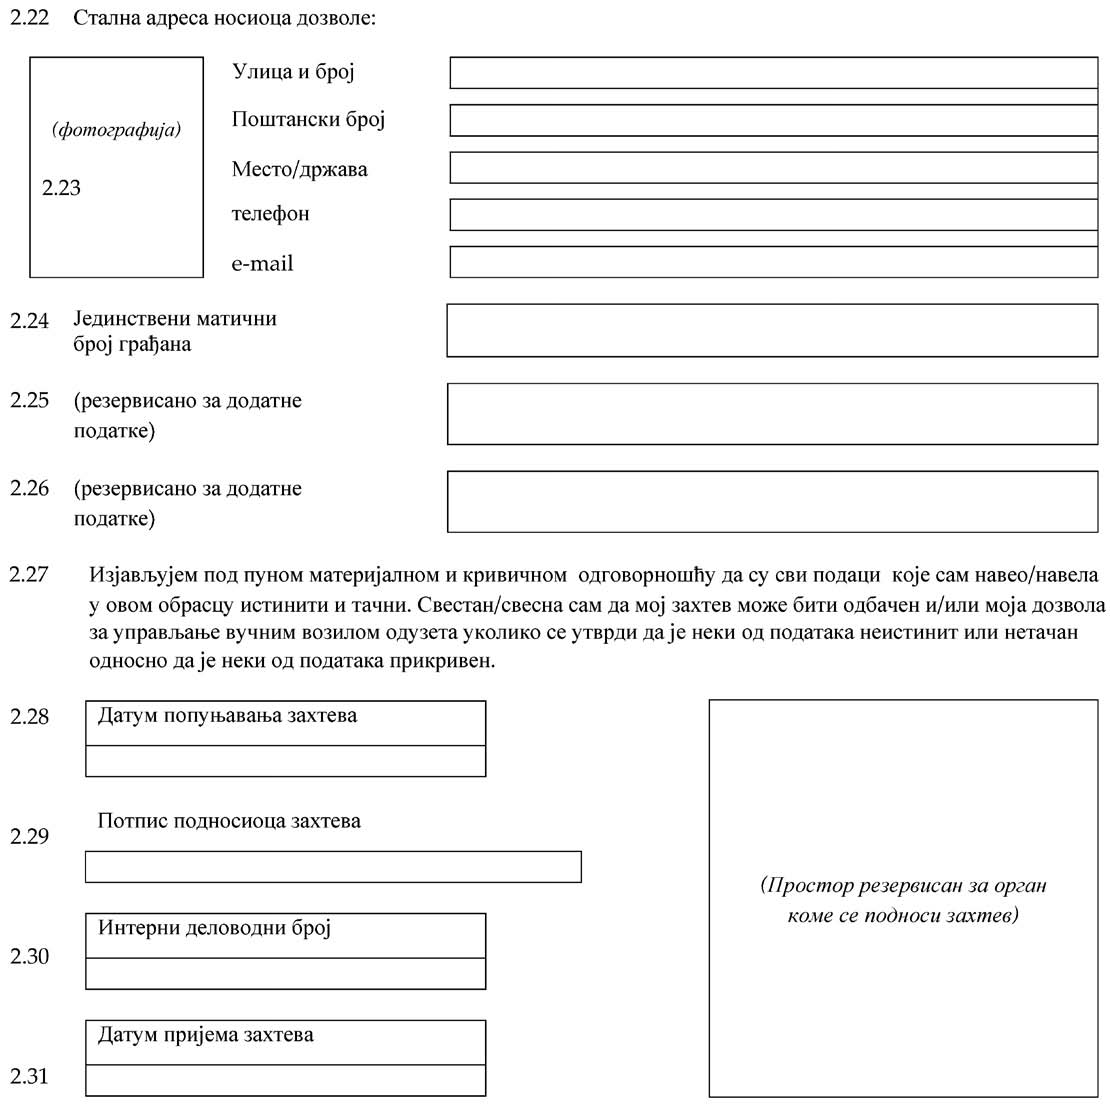 2.22 Стална адреса носиоца дозволе:
Улица и број
(фотографија)
Поштански број
Место/држава
2.23
телефон
e-mail
2.24 Јединствени матични
број грађана
2.25 (резервисано за додатне
податке)
2.26 (резервисано за додатне
податке)
2.27 Изјављујем под пуном материјалном и кривичном одговорношћу да су сви подаци које сам навео/навела
у овом обрасцу истинити и тачни. Свестан/свесна сам да мој захтев може бити одбачен и/или моја дозвола
за управљање вучним возилом одузета уколико се утврди да је неки од података неистинит или нетачан
односно да је неки од података прикривен.
2.28 Датум попуњавања захтева
2.29 Потпис подносиоца захтева
(Простор резервисан за орган
коме се подноси захтев)
2.30 Интерни деловодни број
2.31 Датум пријема захтева